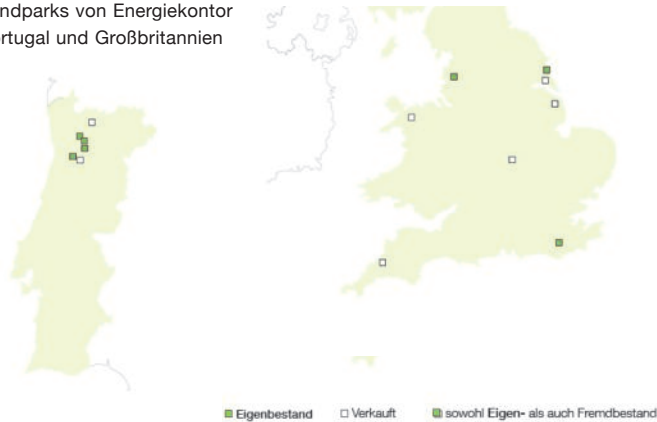 ndparks von Energiekontor
rtugal und Großbritannien
Eigenbestand Verkauft sowohl Eigen- als auch Fremdbestand